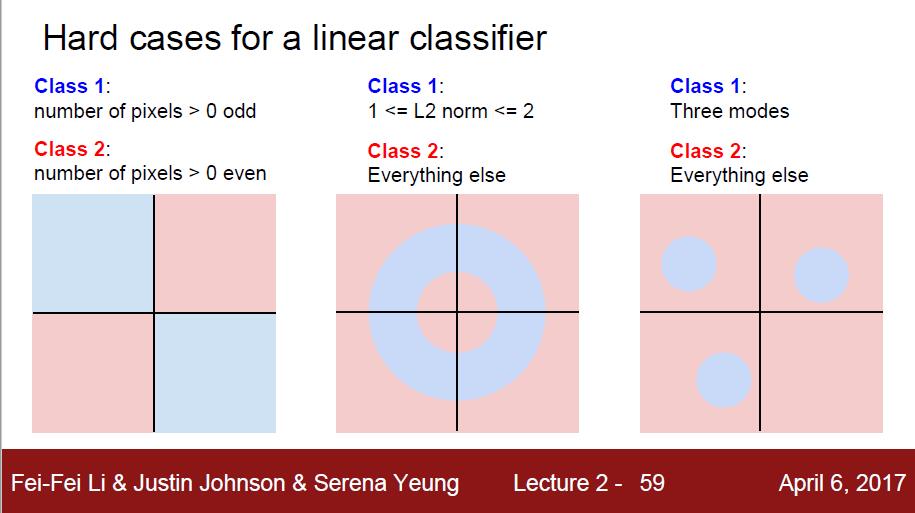 Hard cases for a linear classifier
Class 1:
number of pixels > 0 odd
Class 2:
number of pixels > 0 even
Class 1:
1 <= L2 norm <= 2
Class 2:
Everything else
Class 1:
Three modes
Class 2:
Everything else
Fei-Fei Li & Justin Johnson & Serena Yeung Lecture 2 - 59 April 6, 2017